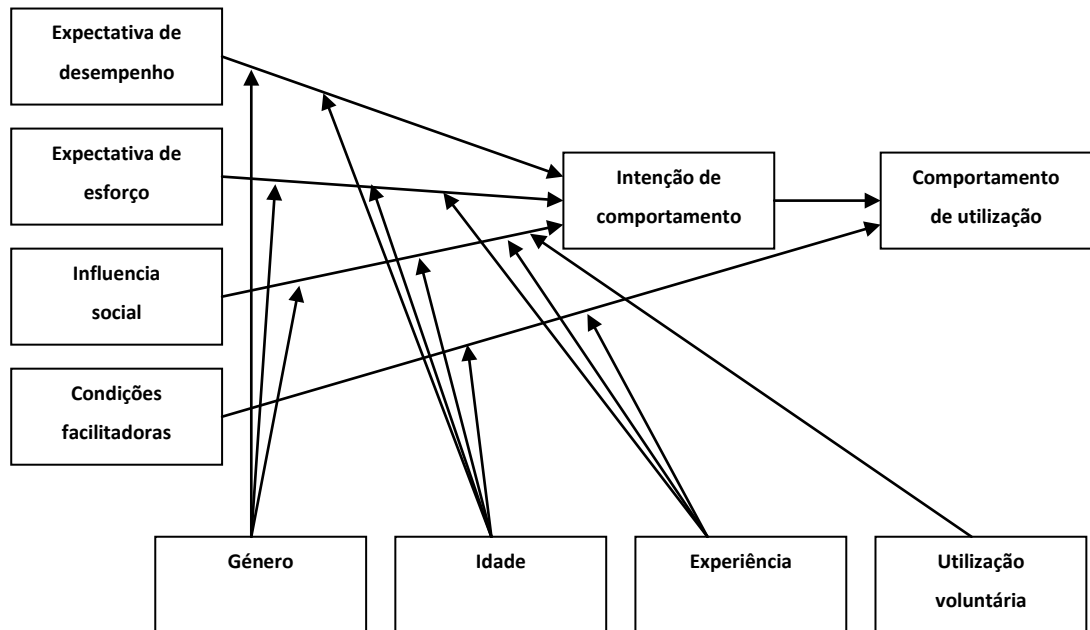 Expectativa de
desempenho
Expectativa de
esforço
Intenção de
comportamento
Comportamento
de utilização
Influencia
social
Condições
facilitadoras
Género
Idade
Experiência
Utilização
voluntária